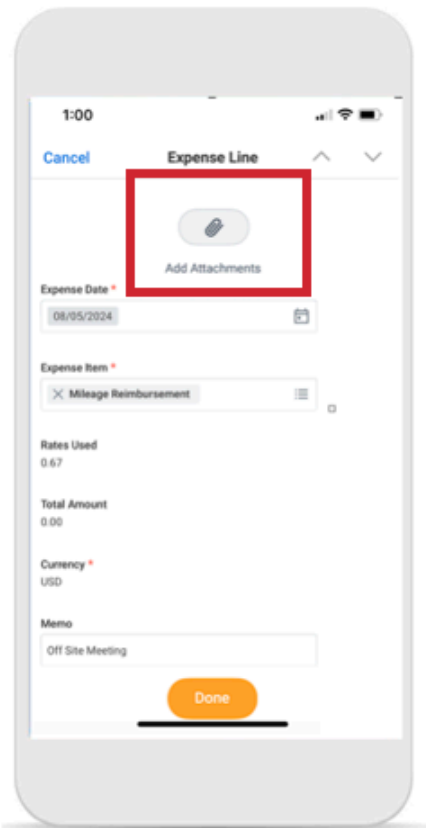 1:00
Cancel Expense Line
Add Attachments
Expense Date *
08/05/2024
Expense Item *
Mileage Reimbursement
Rates Used
0.67
Total Amount
0.00
Currency *
USD
Memo
Off Site Meeting
Done